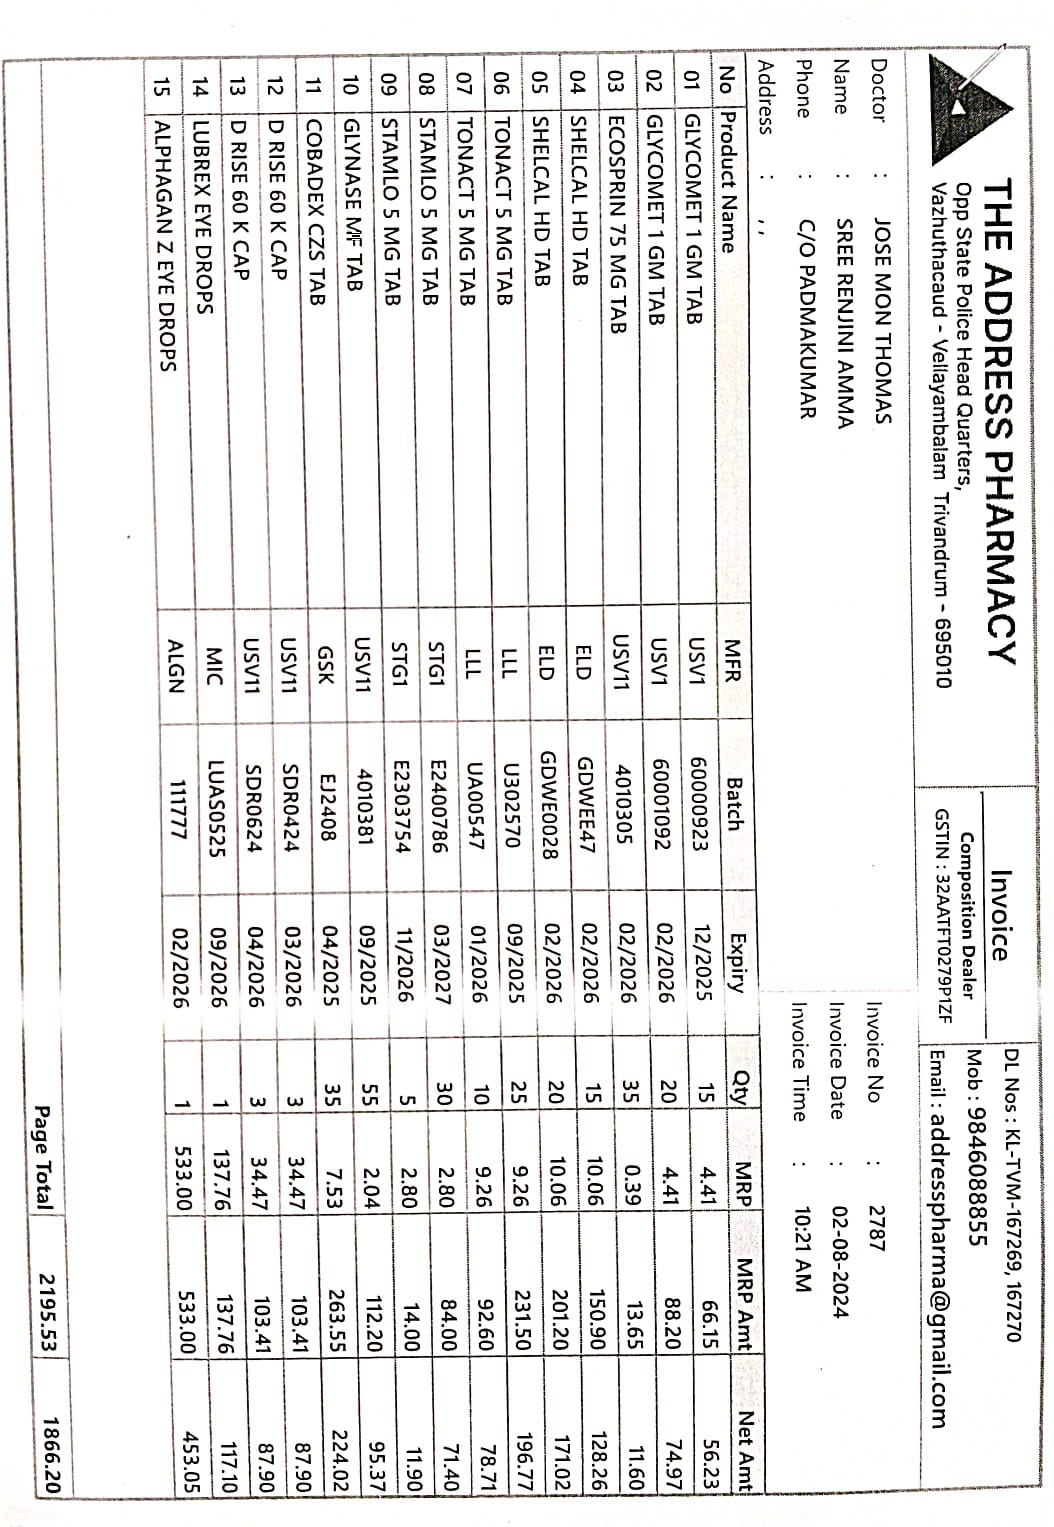 THE ADDRESS PHARMACY
Opp State Police Head Quarters,
Vazhuthacaud - Vellayambalam Trivandrum - 695010
Invoice
Composition Dealer
GSTIN : 32AATFT0279P1ZF
DL Nos : KL-TVM-167269, 167270
Mob : 9846088855
Email : addresspharma@gmail.com
Doctor : JOSE MON THOMAS
Name : SREE RENJINI AMMA
Phone : C/O PADMAKUMAR
Address : , ,
Invoice No : 2787
Invoice Date : 02-08-2024
Invoice Time : 10:21 AM
No Product Name MFR Batch Expiry Qty MRP MRP Amt Net Amt
01 GLYCOMET 1 GM TAB USV1 60000923 12/2025 15 4.41 66.15 56.23
02 GLYCOMET 1 GM TAB USV1 60001092 02/2026 20 4.41 88.20 74.97
03 ECOSPRIN 75 MG TAB USV11 4010305 02/2026 35 0.39 13.65 11.60
04 SHELCAL HD TAB ELD GDWEE47 02/2026 15 10.06 150.90 128.26
05 SHELCAL HD TAB ELD GDWE0028 02/2026 20 10.06 201.20 171.02
06 TONACT 5 MG TAB LLL U302570 09/2025 25 9.26 231.50 196.77
07 TONACT 5 MG TAB LLL UA00547 01/2026 10 9.26 92.60 78.71
08 STAMLO 5 MG TAB STG1 E2400786 03/2027 30 2.80 84.00 71.40
09 STAMLO 5 MG TAB STG1 E2303754 11/2026 5 2.80 14.00 11.90
10 GLYNASE MF TAB USV11 4010381 09/2025 55 2.04 112.20 95.37
11 COBADEX CZS TAB GSK EJ2408 04/2025 35 7.53 263.55 224.02
12 D RISE 60 K CAP USV11 SDR0424 03/2026 3 34.47 103.41 87.90
13 D RISE 60 K CAP USV11 SDR0624 04/2026 3 34.47 103.41 87.90
14 LUBREX EYE DROPS MIC LUAS0525 09/2026 1 137.76 137.76 117.10
15 ALPHAGAN Z EYE DROPS ALGN 111777 02/2026 1 533.00 533.00 453.05
Page Total 2195.53 1866.20